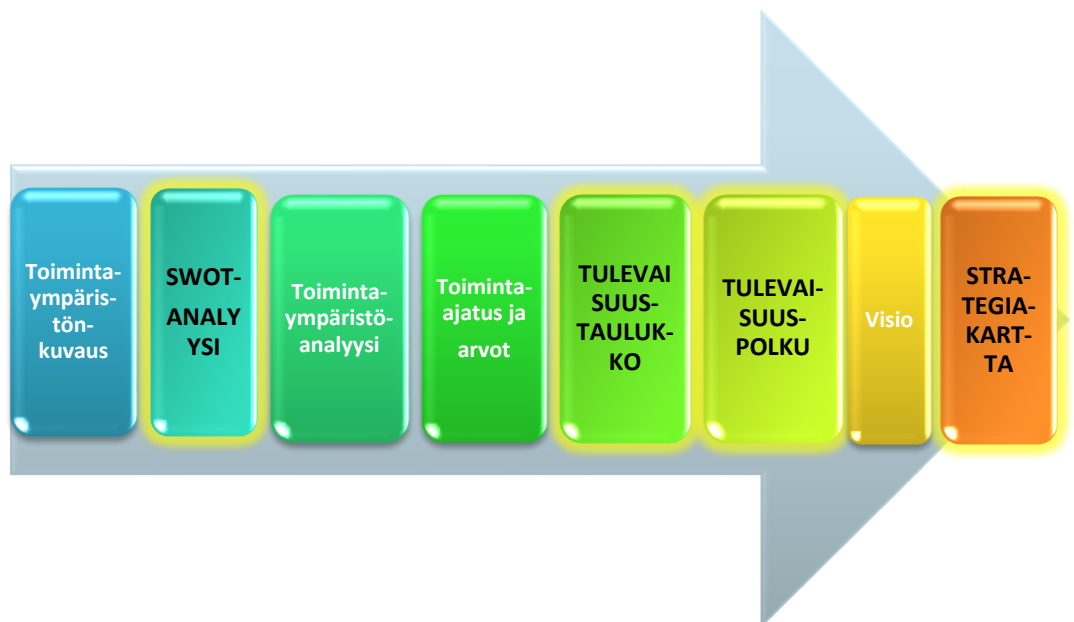 Toiminta-
ympäris-
tön-
kuvaus
SWOT-
ANALY
YSI
Toiminta-
ympäristö-
analyysi
Toiminta-
ajatus ja
arvot
TULEVAI
SUUS-
TAULUK-
KO
TULEVAI-
SUUS-
POLKU
Visio
STRA-
TEGIA-
KART-
TA